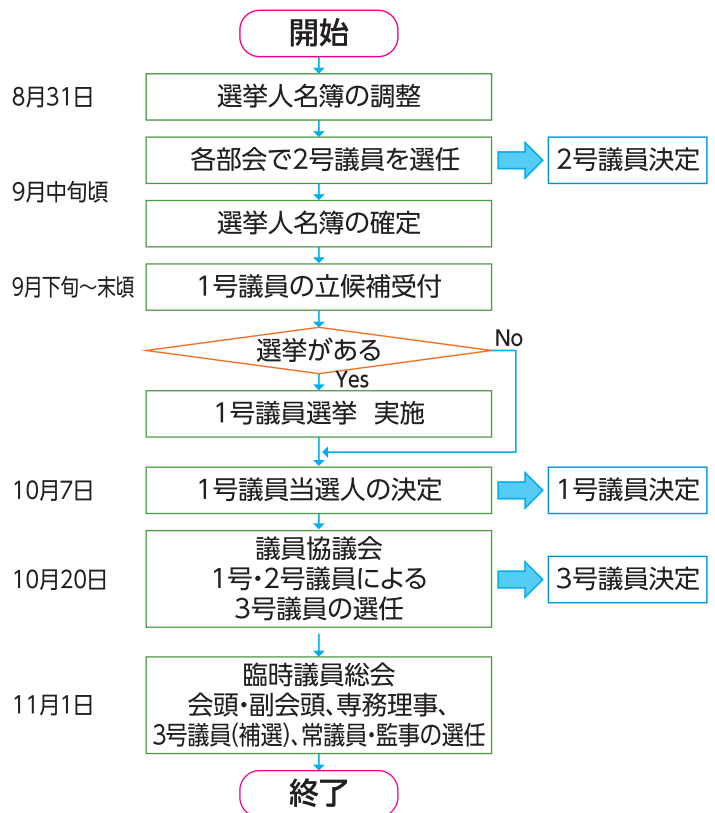 開始
8月31日
選挙人名簿の調整
各部会で2号議員を選任
2号議員決定
9月中旬頃
選挙人名簿の確定
9月下旬～末頃
1号議員の立候補受付
選挙がある
No
Yes
1号議員選挙 実施
10月7日
1号議員当選人の決定
1号議員決定
議員協議会
10月20日
1号・2号議員による
3号議員の選任
3号議員決定
臨時議員総会
11月1日
会頭・副会頭、専務理事、
3号議員(補選)、常議員・監事の選任
終了